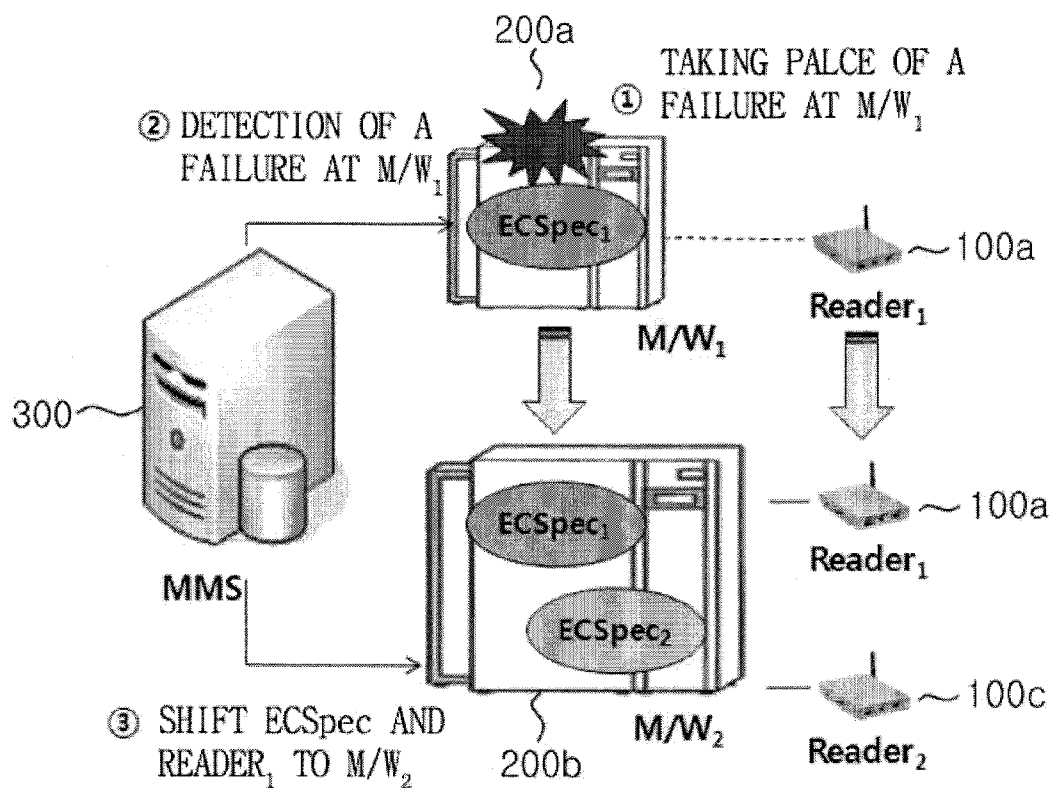 200a
① TAKING PALCE OF A
FAILURE AT M/W₁
② DETECTION OF A
FAILURE AT M/W₁
ECSpec₁
100a
Reader₁
M/W₁
300
ECSpec₁
100a
Reader₁
MMS
ECSpec₂
100c
M/W₂
Reader₂
③ SHIFT ECSpec AND
READER₁ TO M/W₂
200b